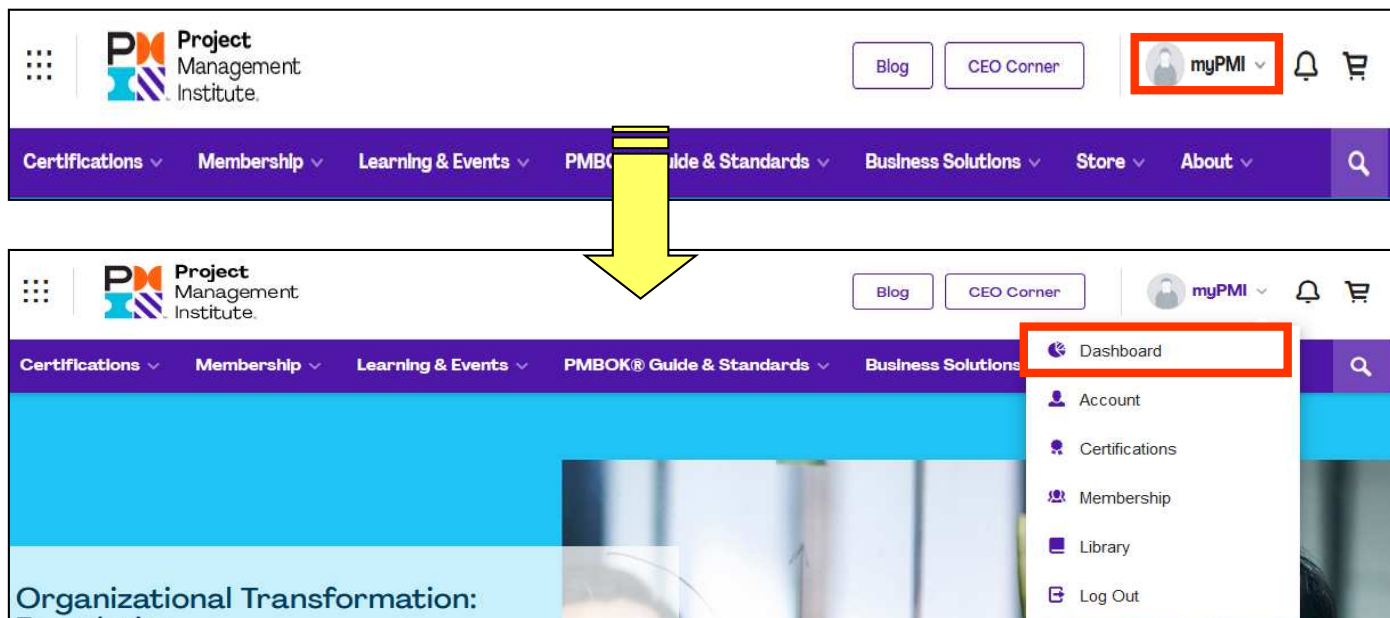 Project
Management
Institute.
Blog
CEO Corner
myPMI
Certifications
Membership
Learning & Events
PMBO ide & Standards
Business Solutions
Store
About
Project
Management
Institute.
Blog
CEO Corner
myPMI
Certifications
Membership
Learning & Events
PMBOK® Guide & Standards
Business Solutions
Dashboard
Account
Certifications
Membership
Library
Log Out
Organizational Transformation: